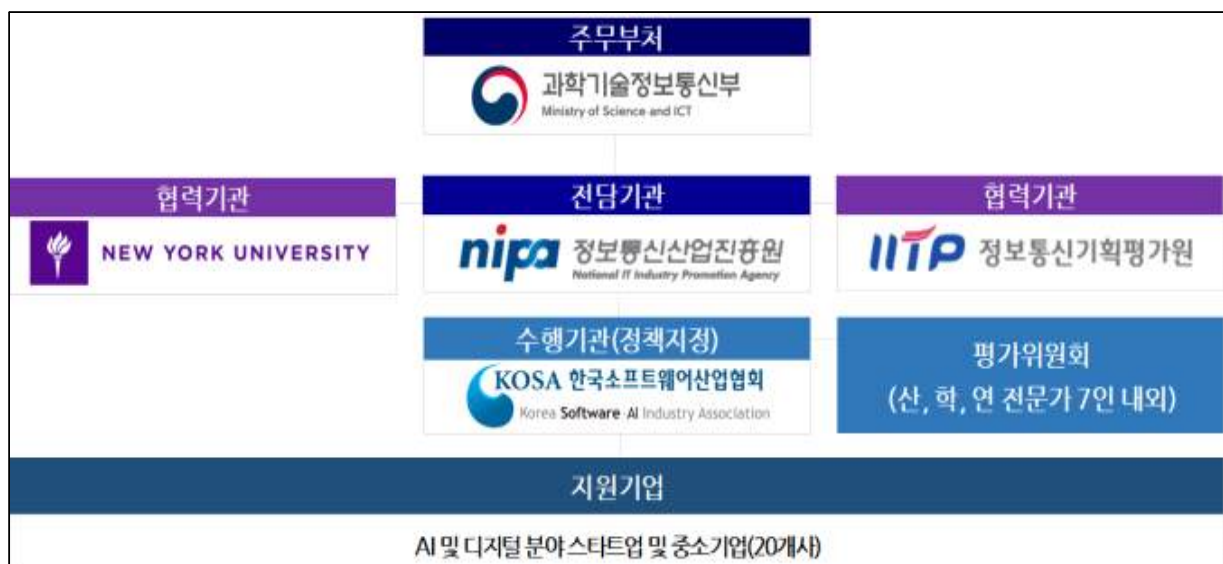 주무부처
과학기술정보통신부
Ministry of Science and ICT
협력기관
NEW YORK UNIVERSITY
전담기관
nipa 정보통신산업진흥원
National IT Industry Promotion Agency
협력기관
IITP 정보통신기획평가원
수행기관(정책지정)
KOSA 한국소프트웨어산업협회
Korea Software AI Industry Association
평가위원회
(산, 학, 연 전문가 7인 내외)
지원기업
AI 및 디지털 분야 스타트업 및 중소기업(20개사)